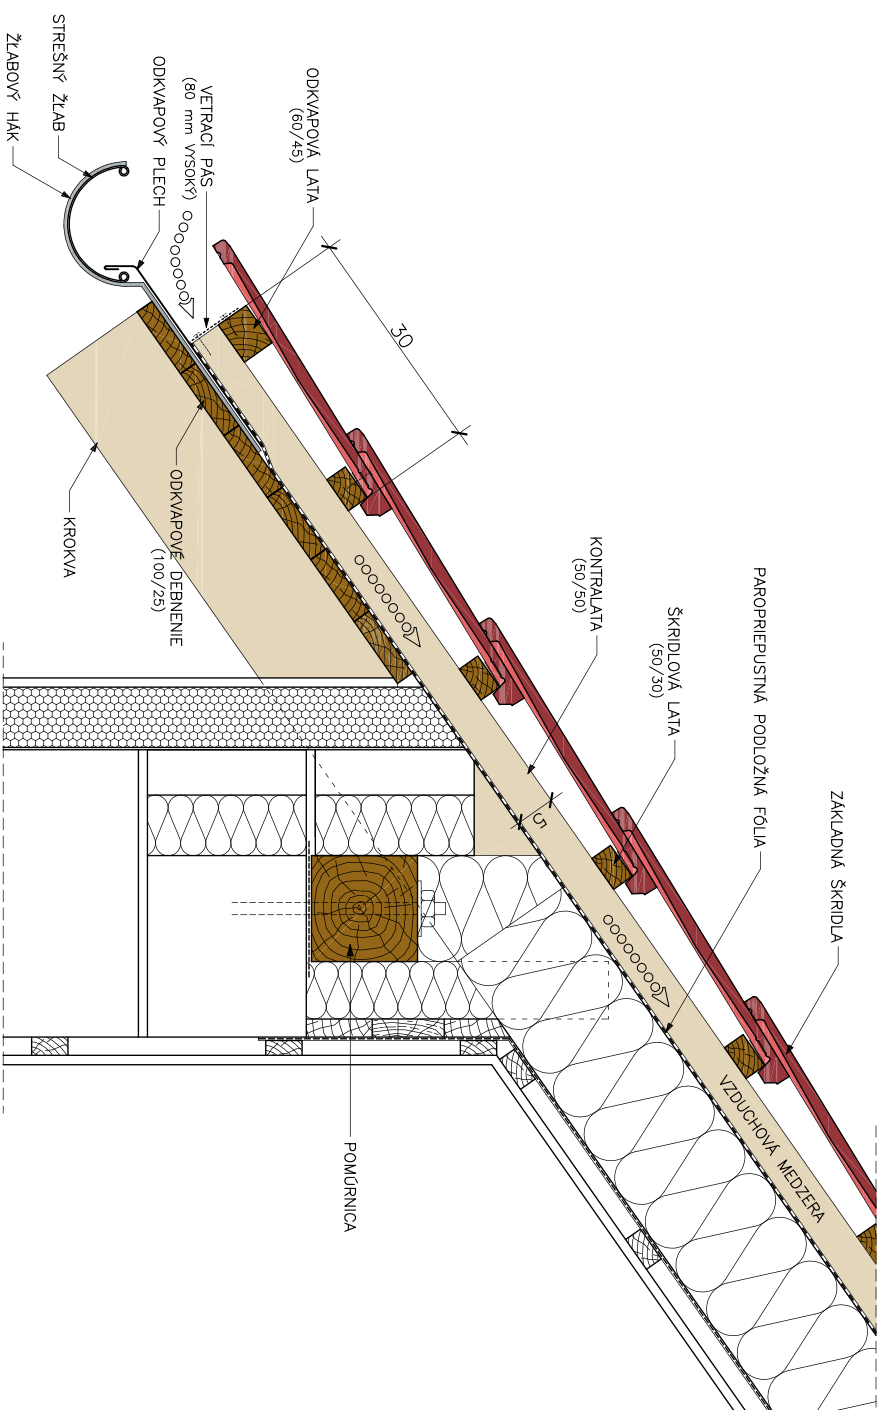 ZÁKLADNÁ ŠKRIDLA
PAROPRIEPUSTNÁ PODLOŽNÁ FÓLIA
VZDUCHOVÁ MEDZERA
ŠKRIDLOVÁ LATA
(50/30)
KONTRALATA
(50/50)
5
30
POMÚRNICA
ODKVAPOVÁ LATA
(60/45)
VETRACÍ PÁS
(80 mm VYSOKÝ)
ODKVAPOVÉ DEBNENIE
(100/25)
ODKVAPOVÝ PLECH
KROKVA
STREŠNÝ ŽĽAB
ŽĽABOVÝ HÁK